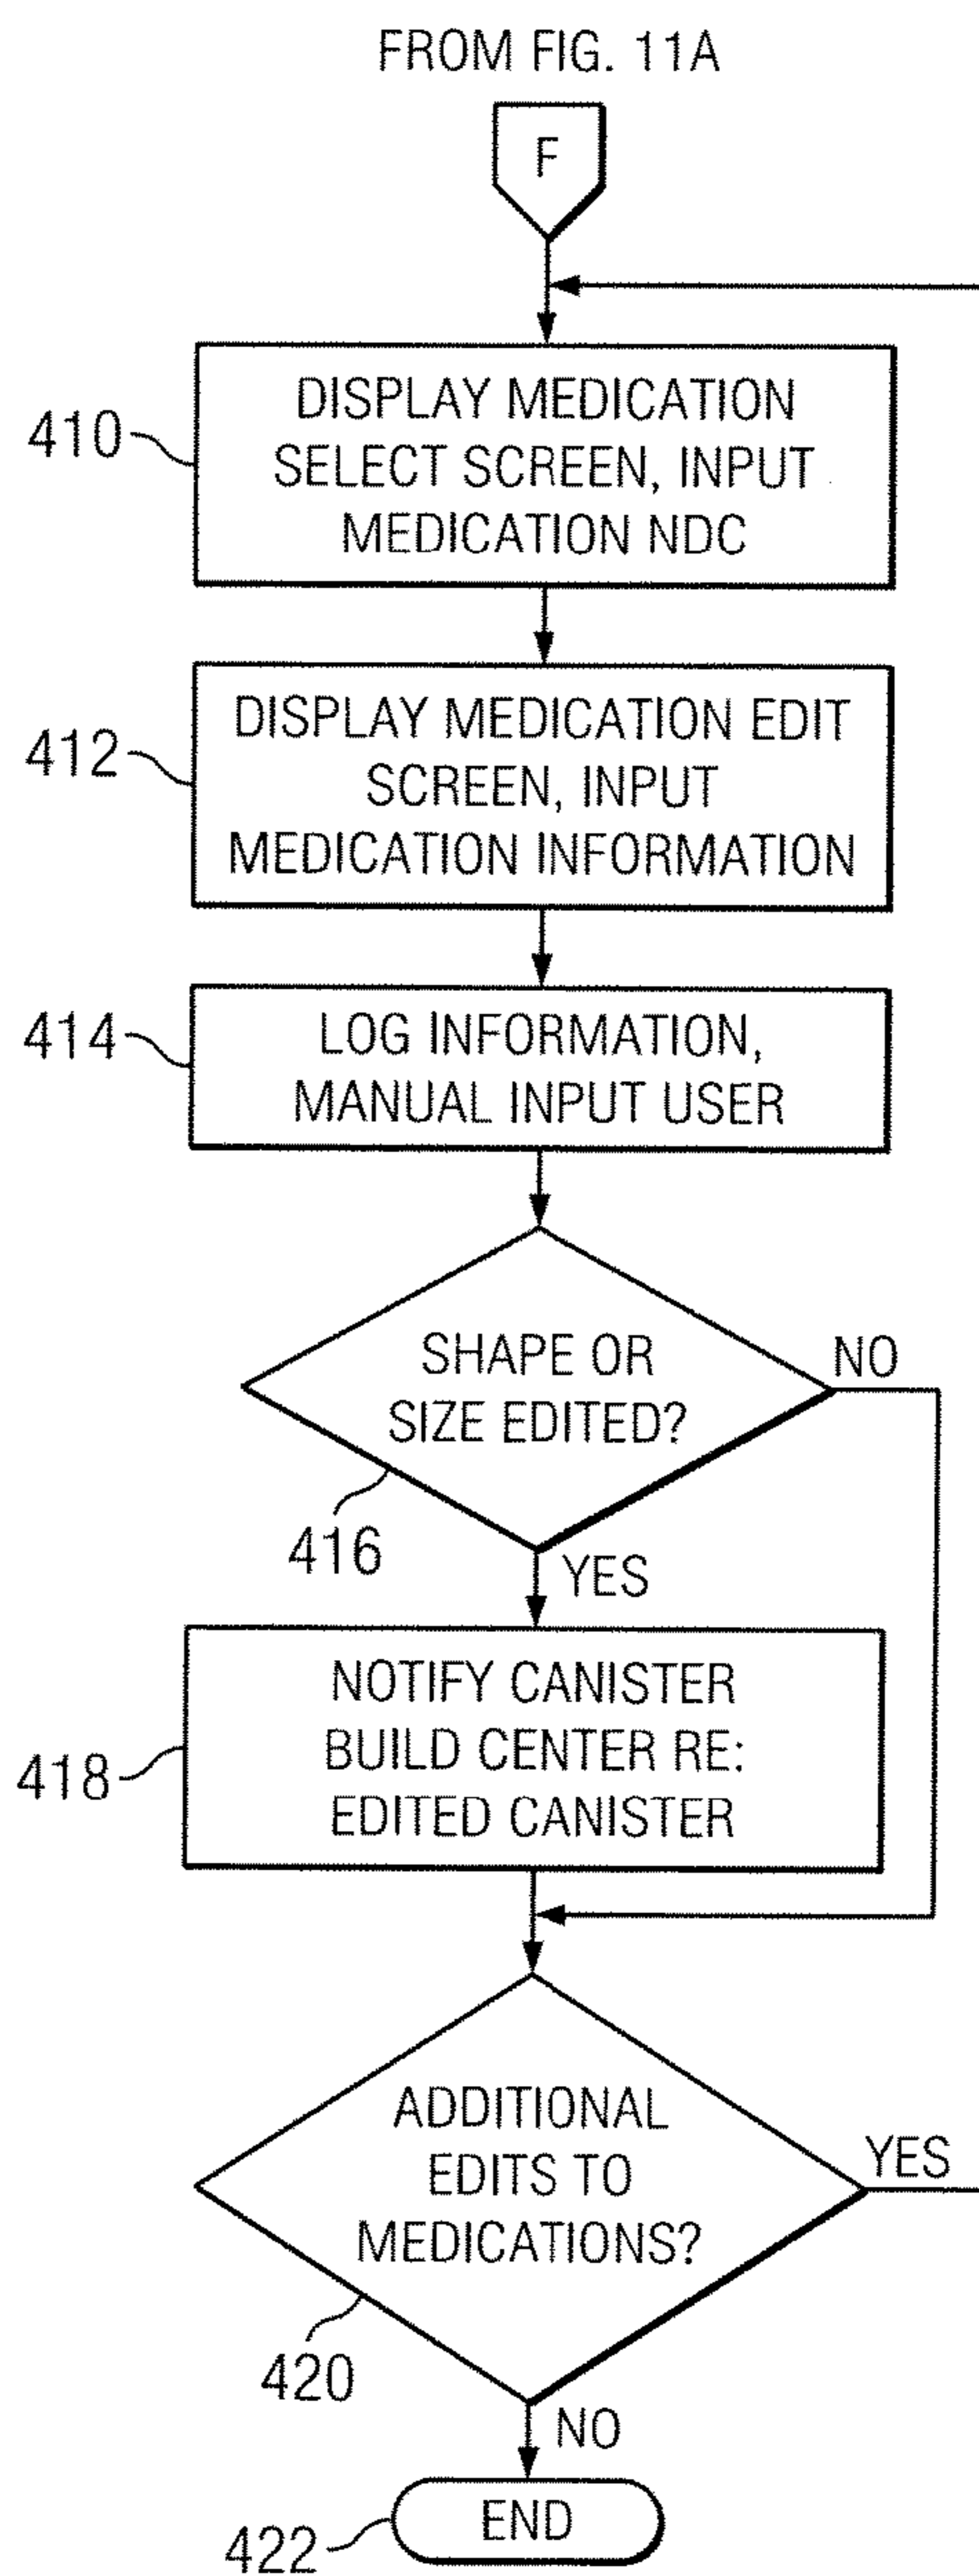 FROM FIG. 11A
F
410
DISPLAY MEDICATION
SELECT SCREEN, INPUT
MEDICATION NDC
412
DISPLAY MEDICATION EDIT
SCREEN, INPUT
MEDICATION INFORMATION
414
LOG INFORMATION,
MANUAL INPUT USER
SHAPE OR
SIZE EDITED?
NO
416
YES
418
NOTIFY CANISTER
BUILD CENTER RE:
EDITED CANISTER
ADDITIONAL
EDITS TO
MEDICATIONS?
YES
420
NO
END
422